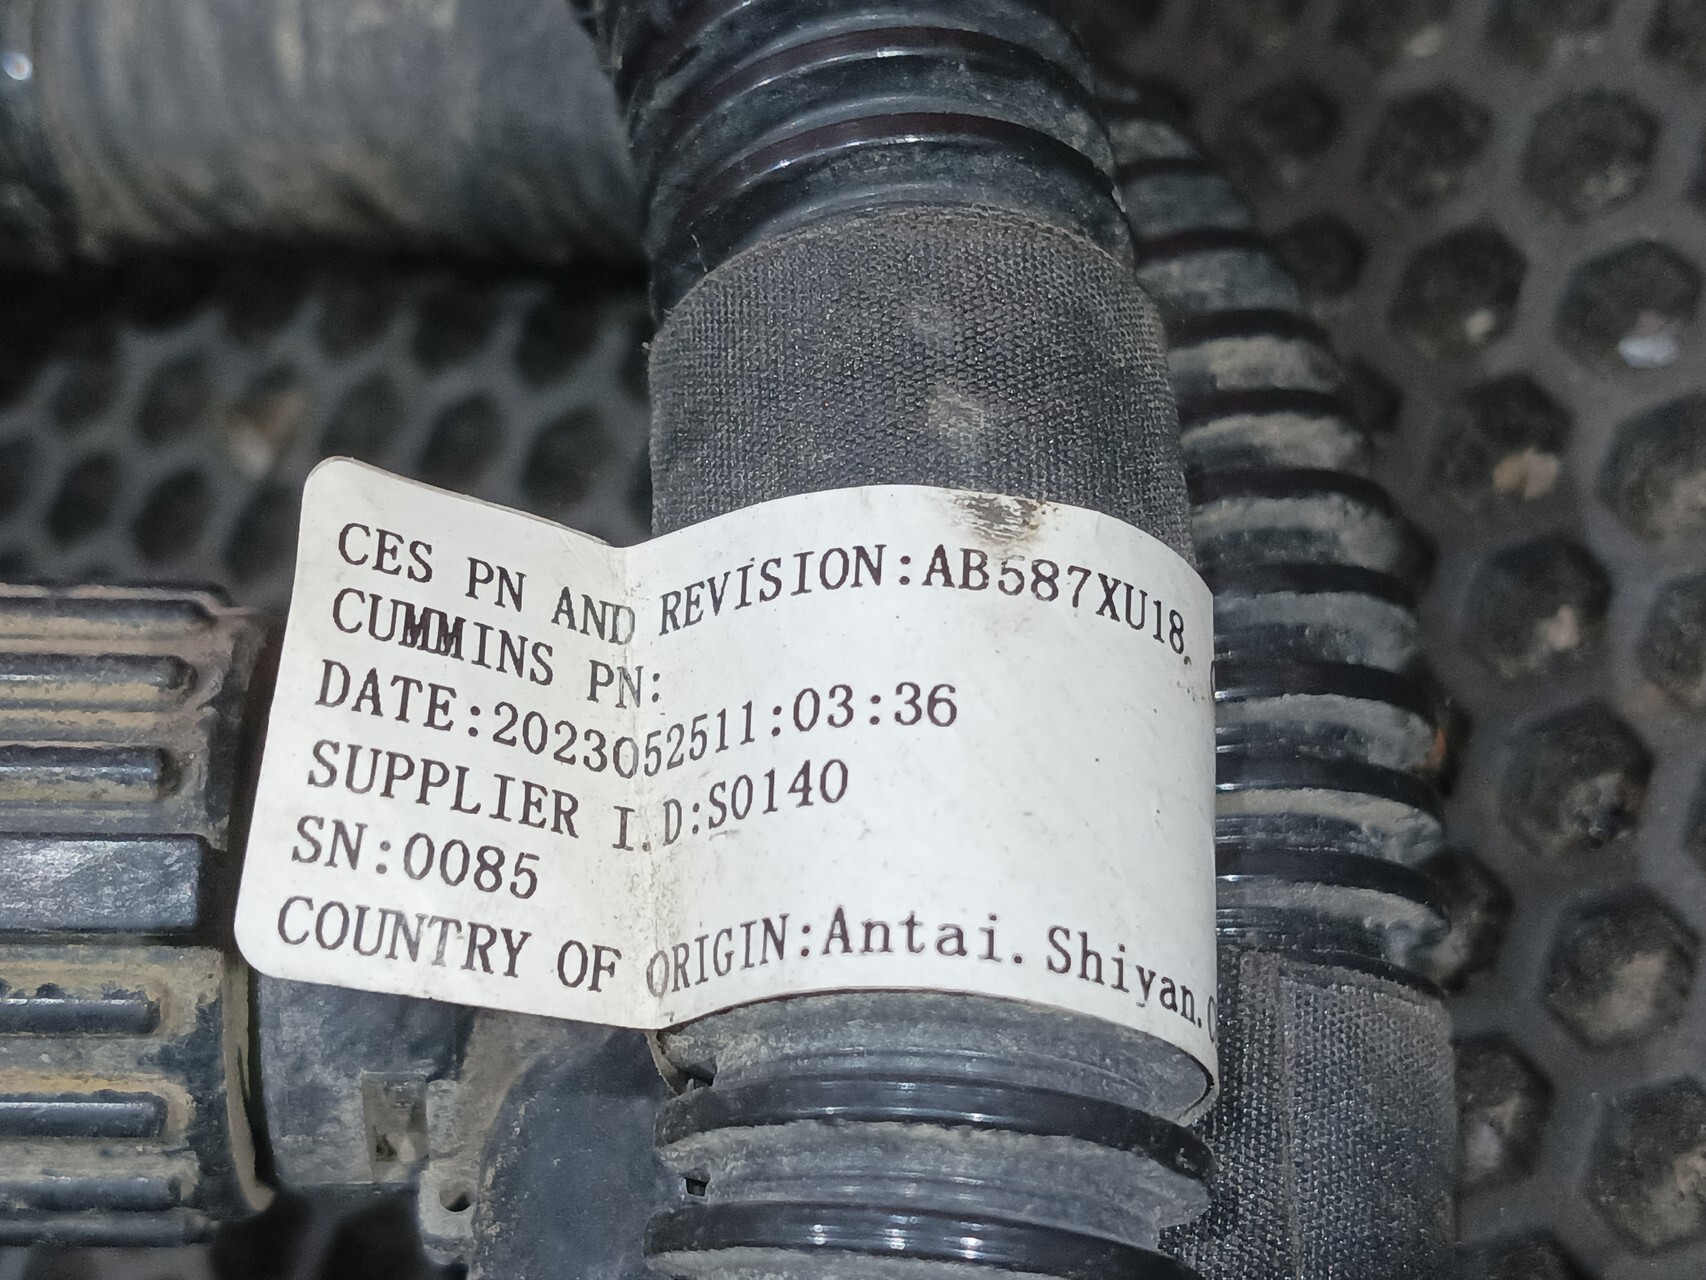 CES PN AND REVISION:AB587XU18.
CUMMINS PN:
DATE:2023052511:03:36
SUPPLIER I.D:S0140
SN:0085
COUNTRY OF ORIGIN:Antai.Shiyan.